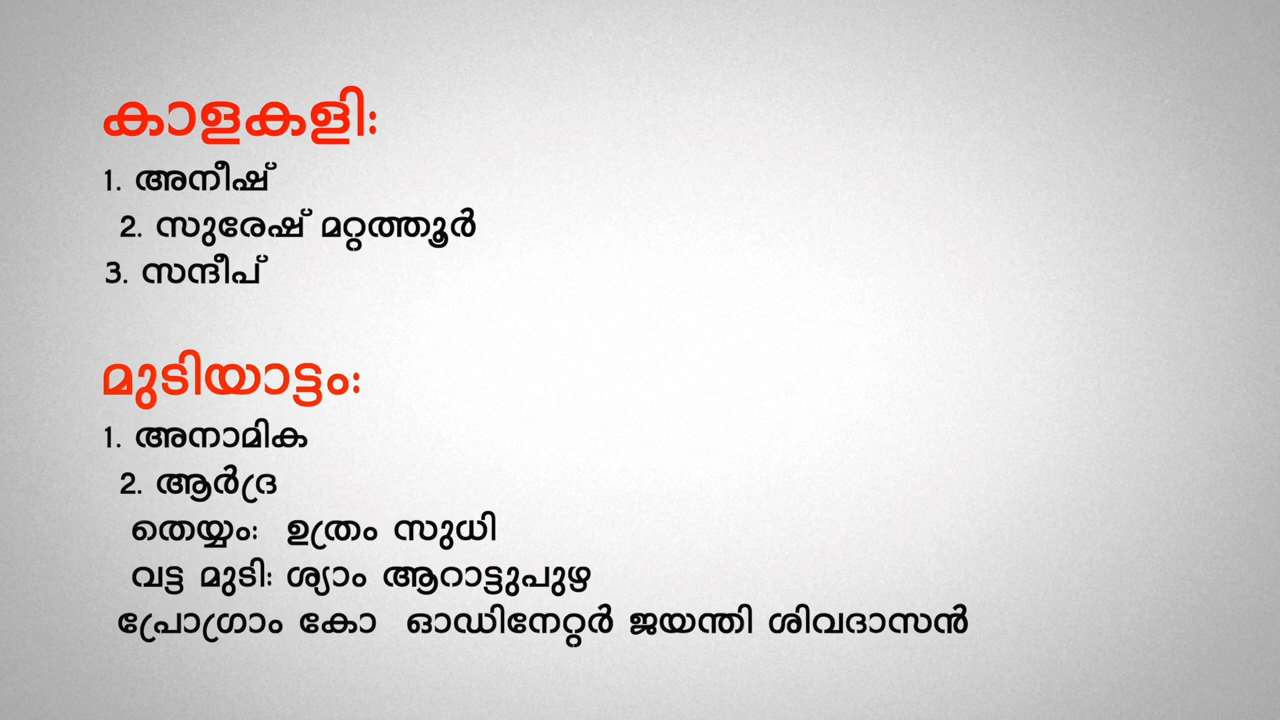 കാളകളി:
1. അനീഷ്
2. സുരേഷ് മറ്റത്തൂർ
3. സന്ദീപ്
മുടിയാട്ടം:
1. അനാമിക
2. ആർദ്ര
തെയ്യം: ഉത്രം സുധി
വട്ട മുടി: ശ്യാം ആറാട്ടുപുഴ
പ്രോഗ്രാം കോ ഓഡിനേറ്റർ ജയന്തി ശിവദാസൻ